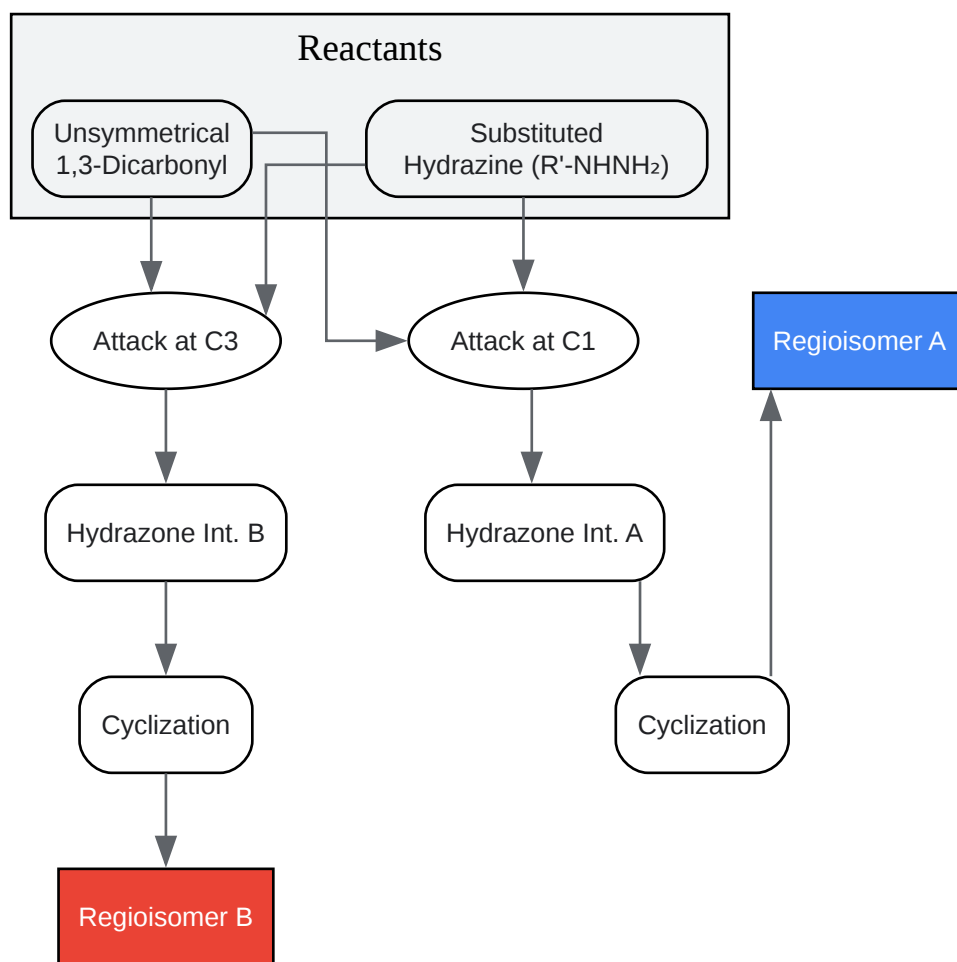 Reactants
Unsymmetrical
1,3-Dicarbonyl
Substituted
Hydrazine (R'-NHNH₂)
Attack at C3
Attack at C1
Regioisomer A
Hydrazone Int. B
Hydrazone Int. A
Cyclization
Cyclization
Regioisomer B